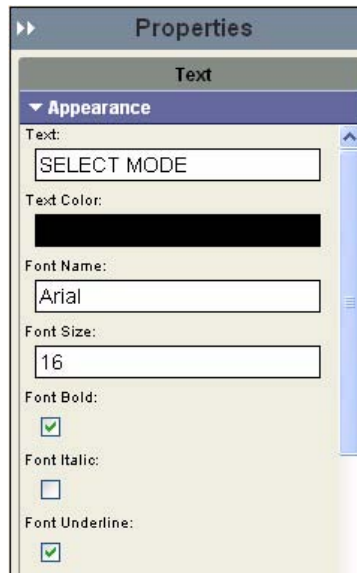 Properties
Text
Appearance
Text:
SELECT MODE
Text Color:
Font Name:
Arial
Font Size:
16
Font Bold:
Font Italic:
Font Underline: